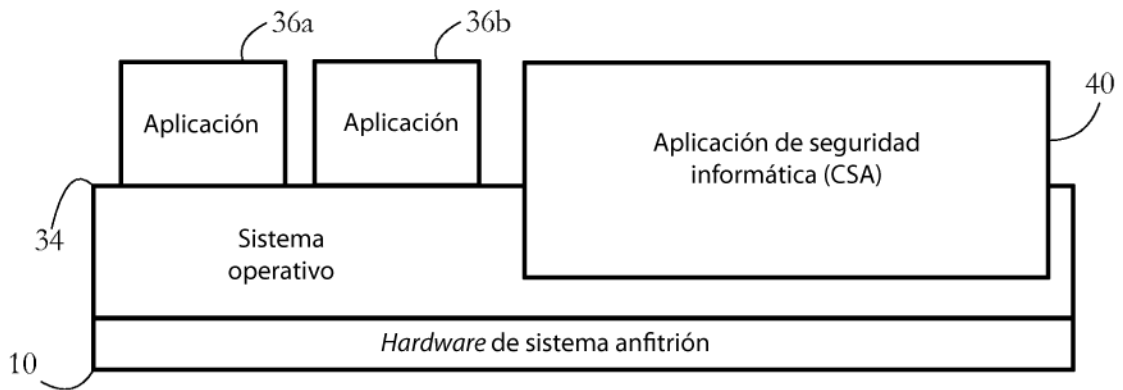 36a
36b
Aplicación
Aplicación
Aplicación de seguridad
informática (CSA)
40
34
Sistema
operativo
Hardware de sistema anfitrión
10